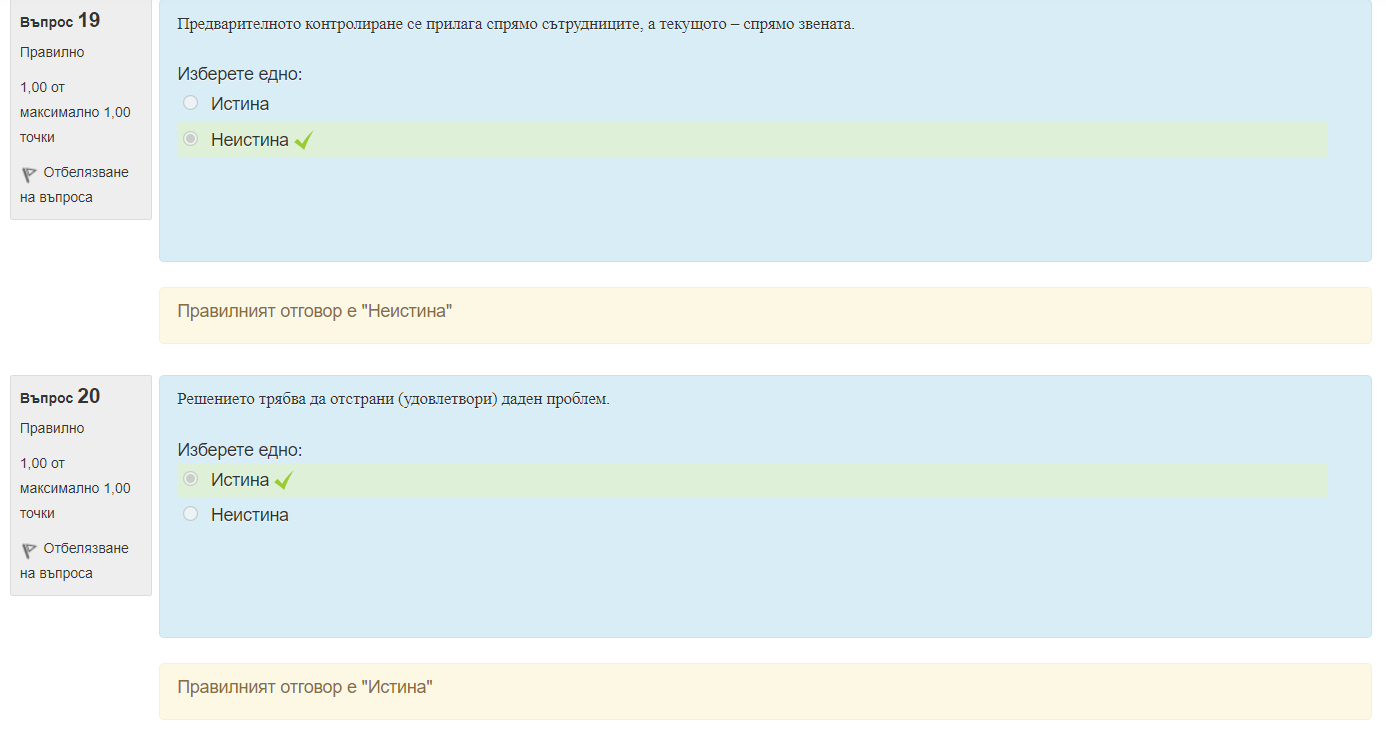 Въпрос 19
Правилно
1,00 от
максимално 1,00
точки
Отбелязване
на въпроса
Предварителното контролиране се прилага спрямо сътрудниците, а текущото – спрямо звената.
Изберете едно:
Истина
Неистина
Правилният отговор е "Неистина"
Въпрос 20
Правилно
1,00 от
максимално 1,00
точки
Отбелязване
на въпроса
Решението трябва да отстрани (удовлетвори) даден проблем.
Изберете едно:
Истина
Неистина
Правилният отговор е "Истина"